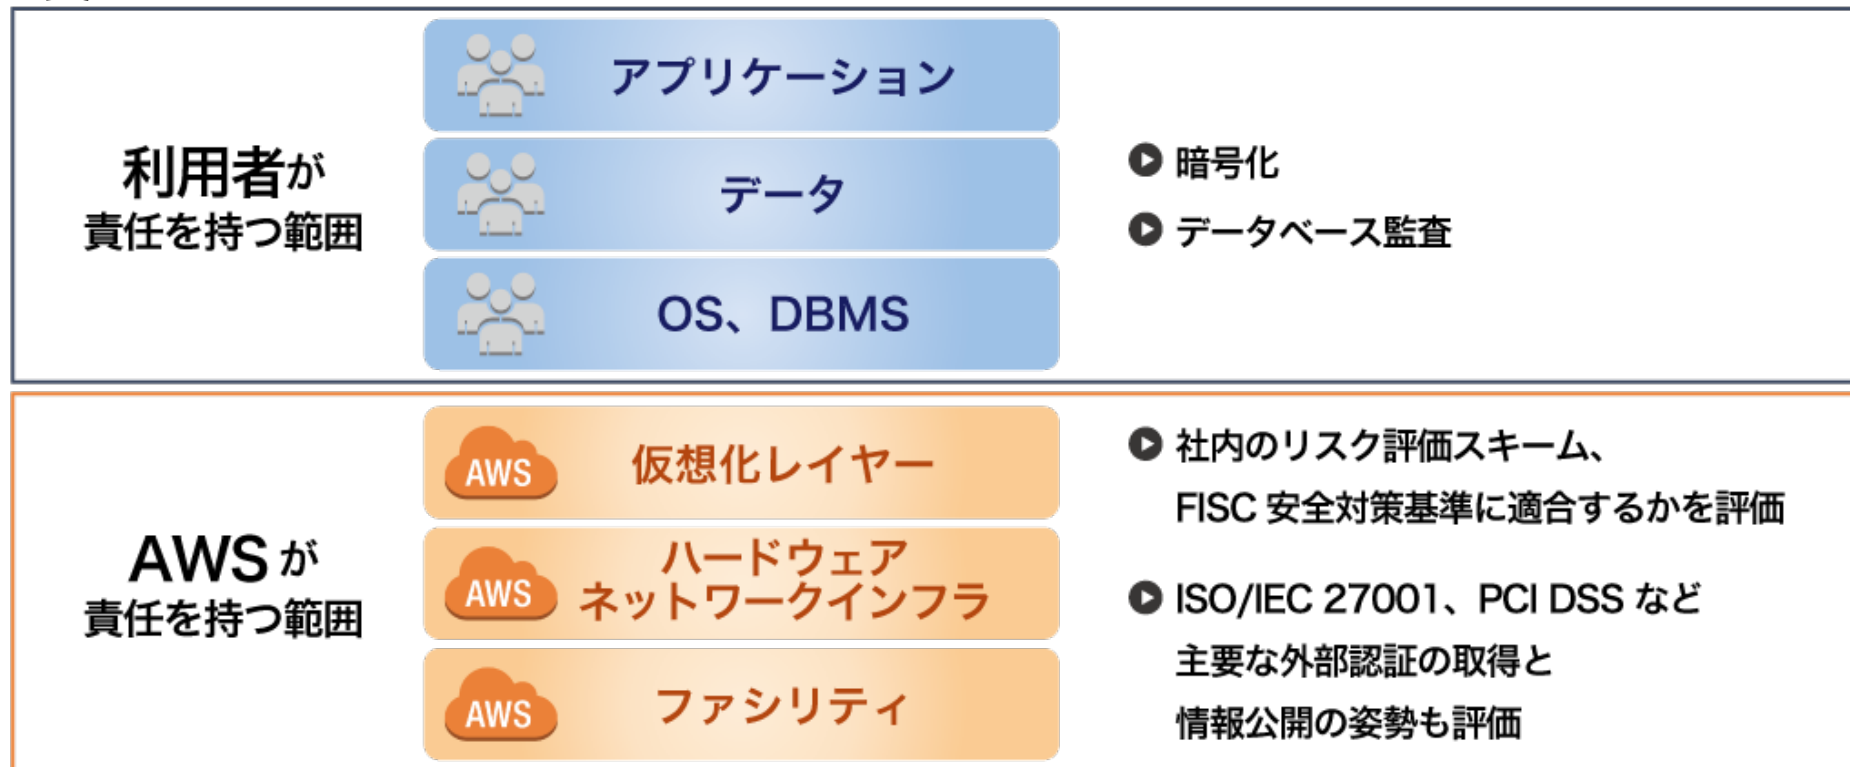 利用者が
責任を持つ範囲
アプリケーション
データ
OS、DBMS
暗号化
データベース監査
AWS が
責任を持つ範囲
AWS
仮想化レイヤー
AWS
ハードウェア
ネットワークインフラ
AWS
ファシリティ
社内のリスク評価スキーム、
FISC 安全対策基準に適合するかを評価
ISO/IEC 27001、PCI DSS など
主要な外部認証の取得と
情報公開の姿勢も評価